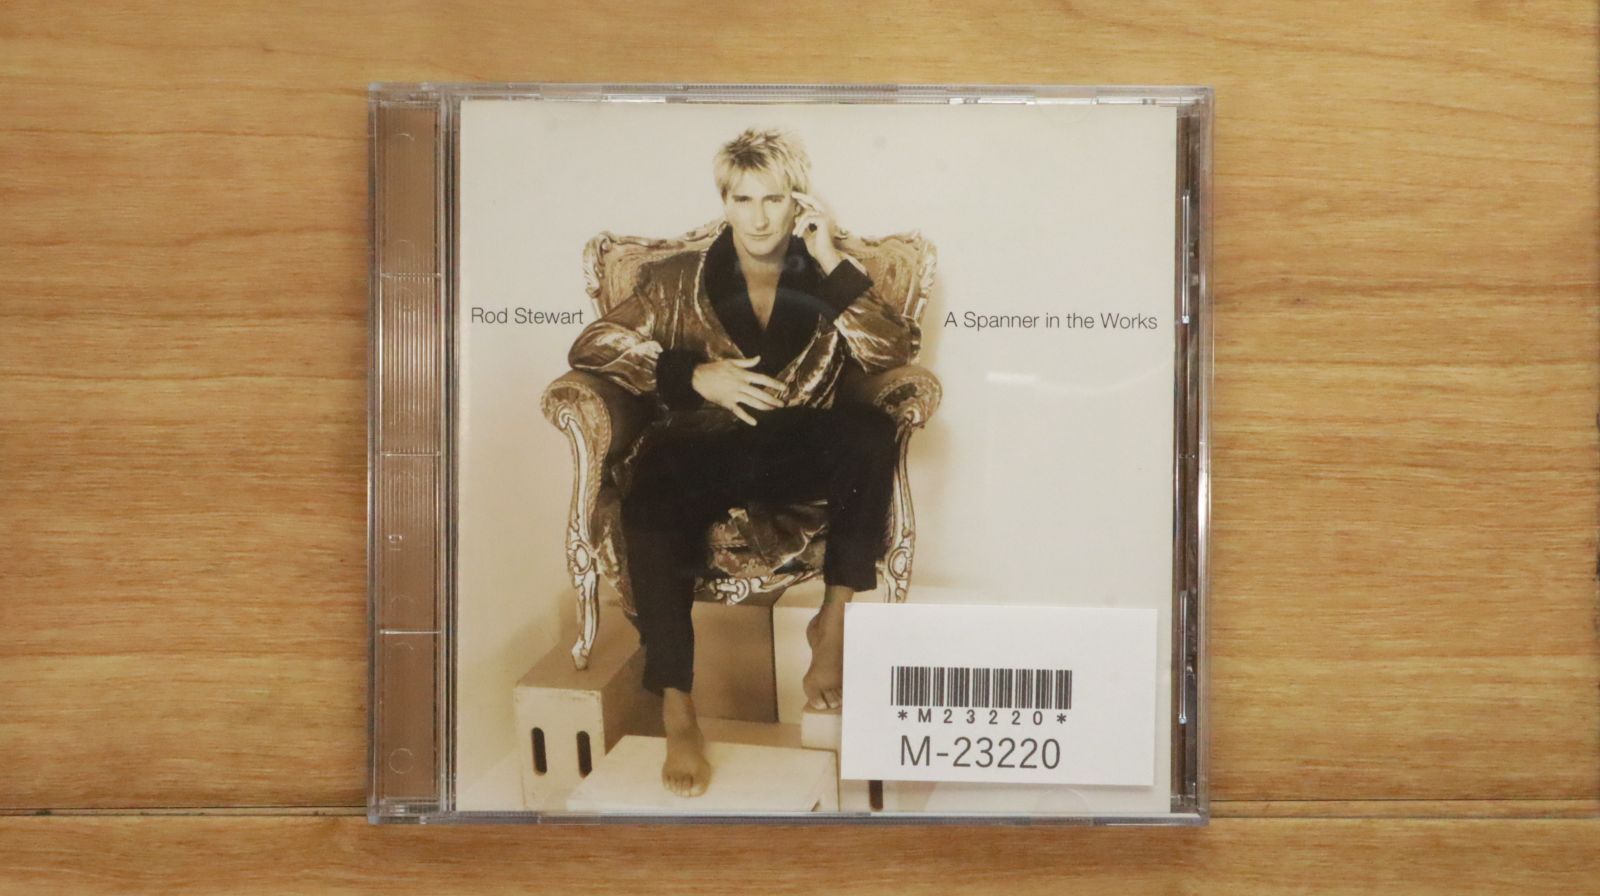 Rod Stewart
A Spanner in the Works
*M23220*
M-23220